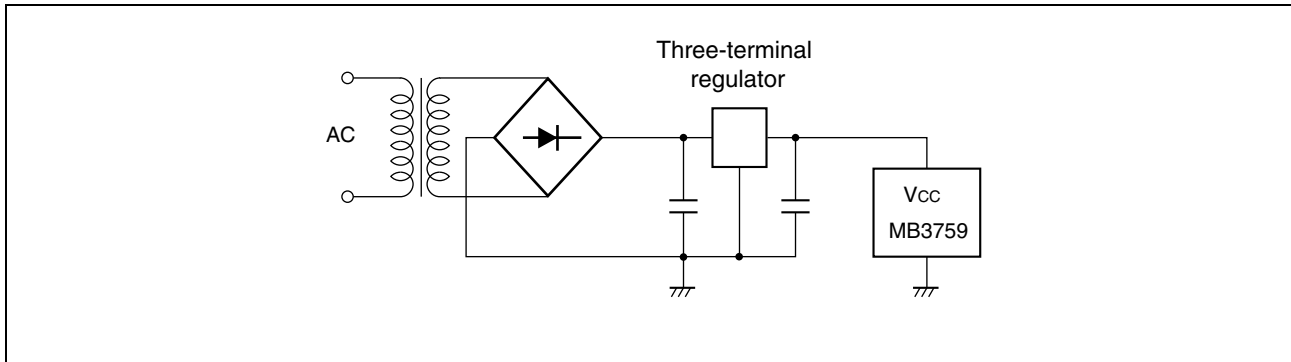 Three-terminal
regulator
AC
VCC
MB3759